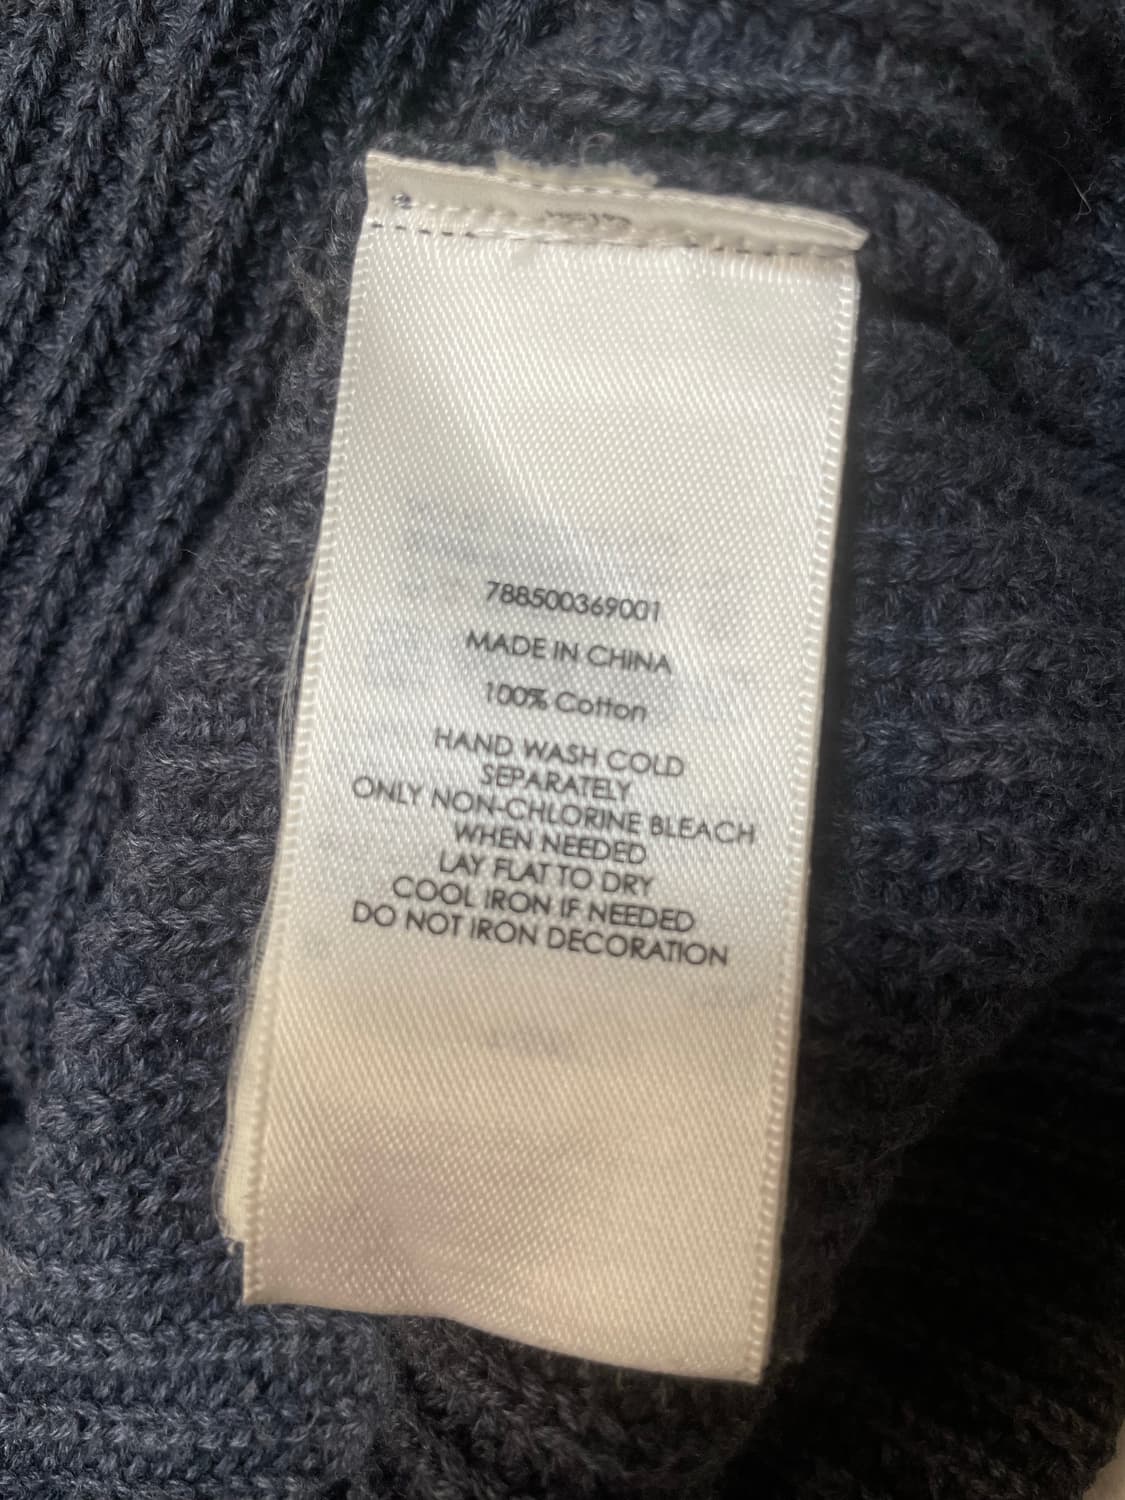 788500369001
MADE IN CHINA
100% Cotton
HAND WASH COLD
SEPARATELY
ONLY NON-CHLORINE BLEACH
WHEN NEEDED
LAY FLAT TO DRY
COOL IRON IF NEEDED
DO NOT IRON DECORATION